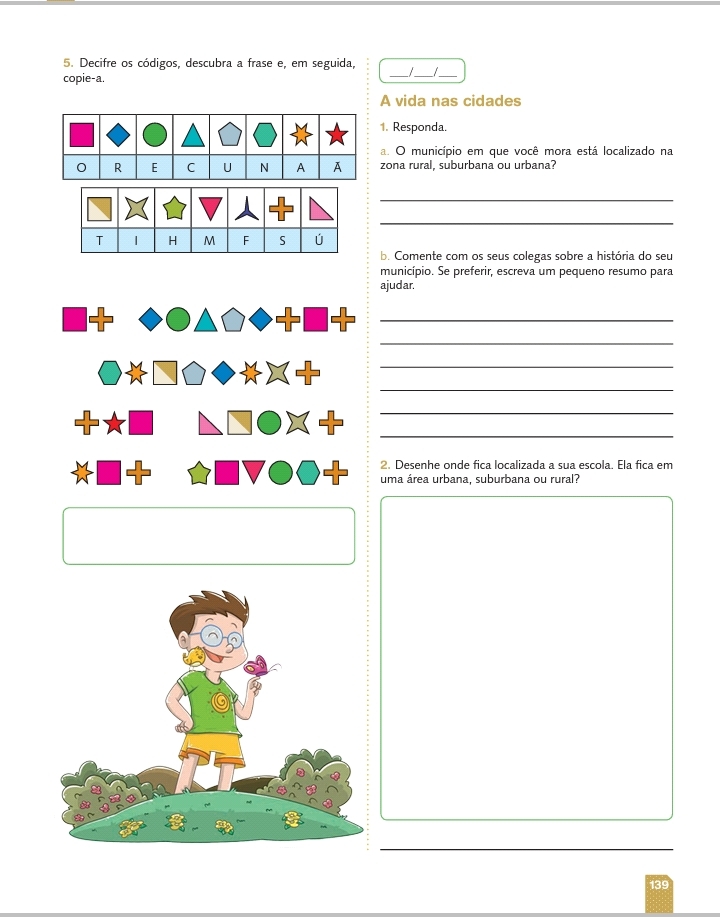 5. Decifre os códigos, descubra a frase e, em seguida,
copie-a.
O R E C U N A Ã
T I H M F S Ú
___/___/___
A vida nas cidades
1. Responda.
a. O município em que você mora está localizado na
zona rural, suburbana ou urbana?
b. Comente com os seus colegas sobre a história do seu
município. Se preferir, escreva um pequeno resumo para
ajudar.
2. Desenhe onde fica localizada a sua escola. Ela fica em
uma área urbana, suburbana ou rural?
139